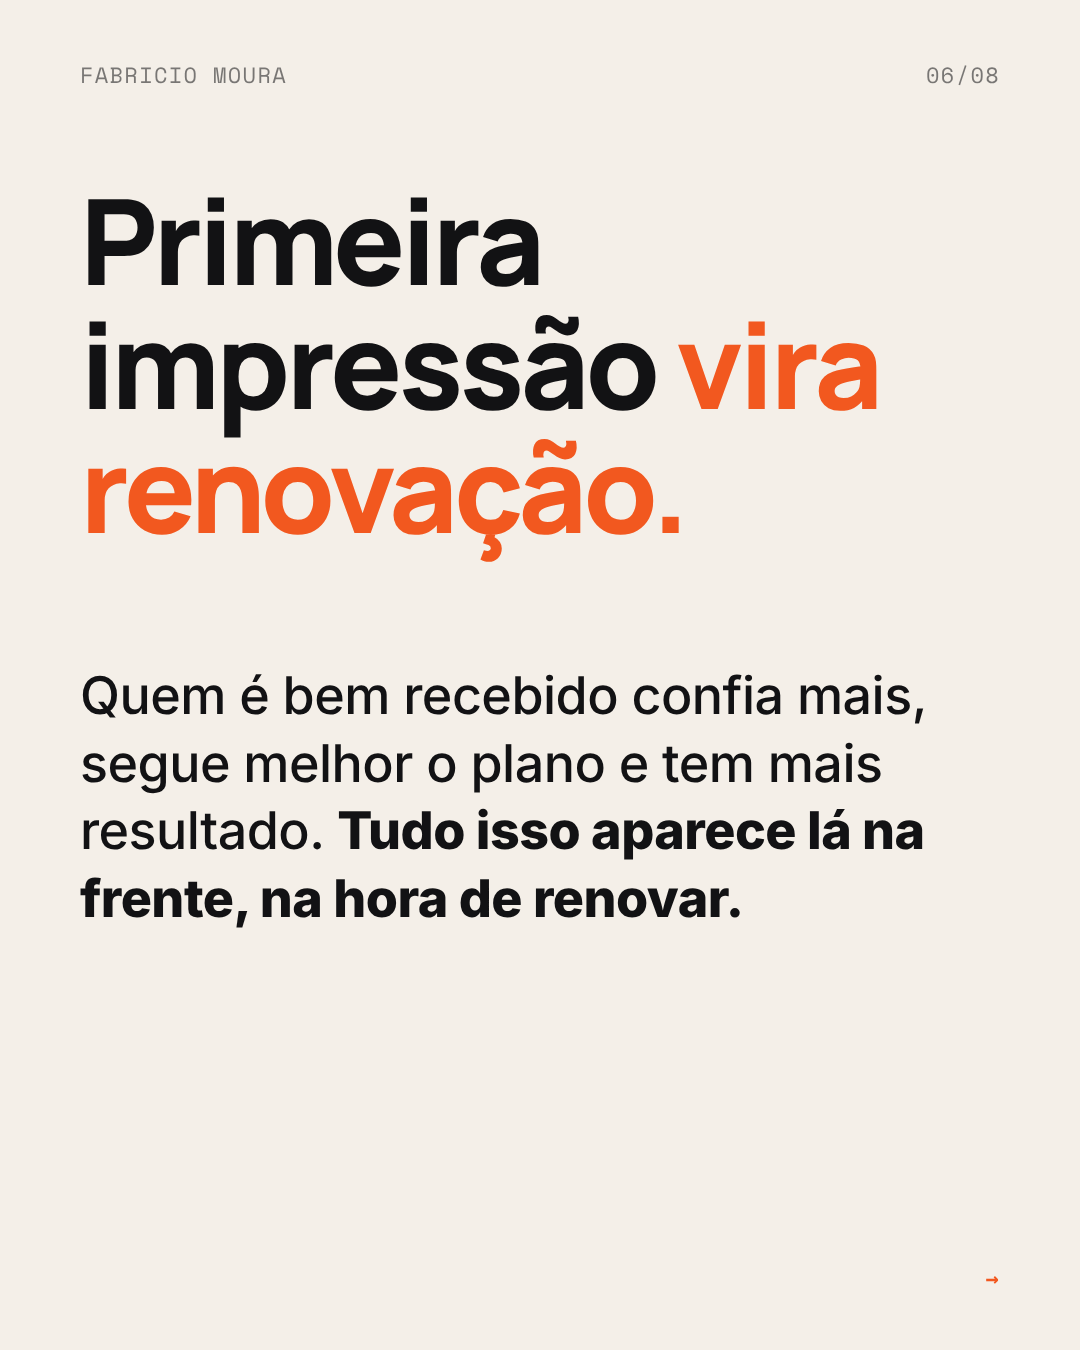 FABRICIO MOURA
06/08
Primeira
impressão vira
renovação.
Quem é bem recebido confia mais,
segue melhor o plano e tem mais
resultado. Tudo isso aparece lá na
frente, na hora de renovar.
→